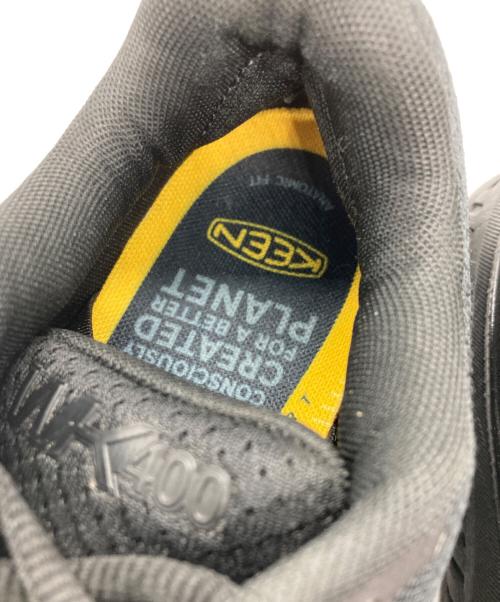 ANATOMIC FIT
KEEN
CONSCIOUSLY
CREATED
FOR A BETTER
PLANET
WK400